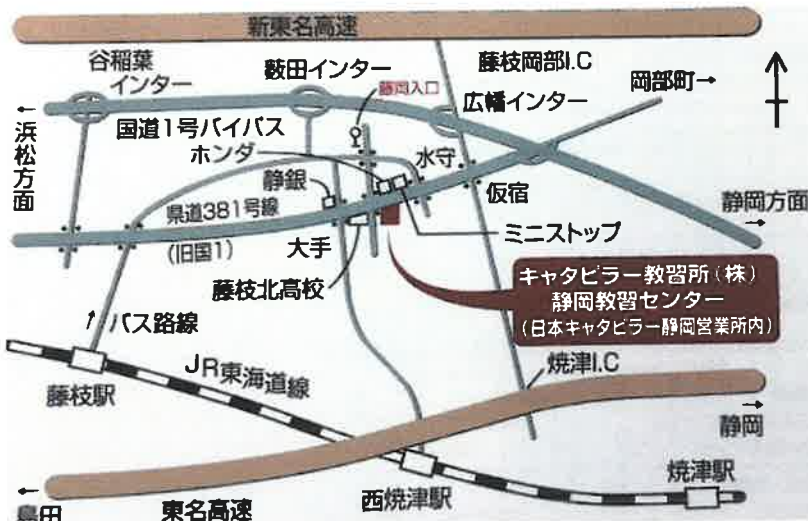 新東名高速
谷稲葉
インター
薮田インター
藤枝岡部I.C
岡部町→
藤岡入口
広幡インター
←
浜松方面
国道1号バイパス
ホンダ
水守
静銀
仮宿
県道381号線
(旧国1)
大手
ミニストップ
静岡方面
→
藤枝北高校
キャタピラー教習所(株)
静岡教習センター
(日本キャタピラー静岡営業所内)
↑バス路線
JR東海道線
藤枝駅
焼津I.C
→
静岡
←
島田
東名高速
西焼津駅
焼津駅